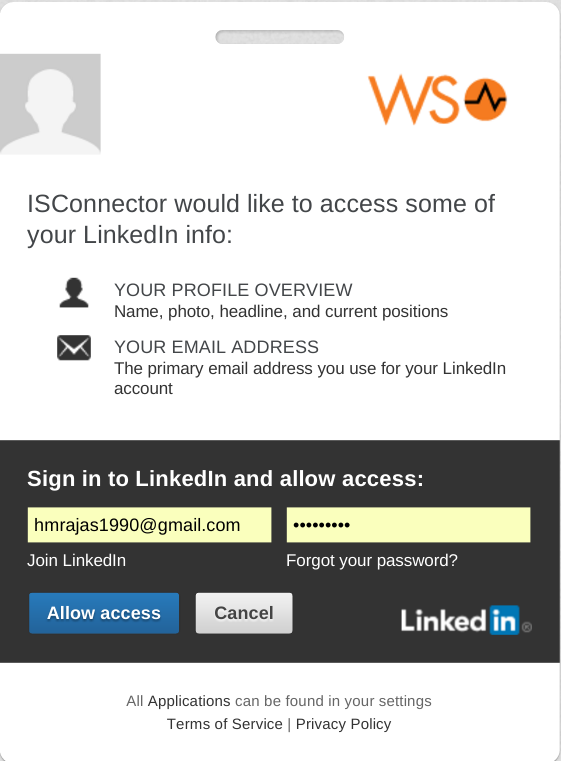 WSO
ISConnector would like to access some of
your LinkedIn info:
YOUR PROFILE OVERVIEW
Name, photo, headline, and current positions
YOUR EMAIL ADDRESS
The primary email address you use for your LinkedIn
account
Sign in to LinkedIn and allow access:
hmrajas1990@gmail.com •••••••••
Join LinkedIn Forgot your password?
Allow access Cancel Linked in ®
All Applications can be found in your settings
Terms of Service | Privacy Policy